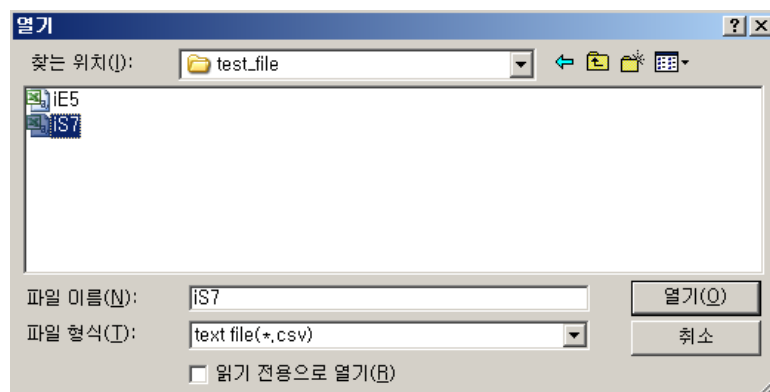 열기
찾는 위치(I):
test_file
iE5
iS7
파일 이름(N):
iS7
열기(O)
파일 형식(T):
text file(*.csv)
취소
읽기 전용으로 열기(R)